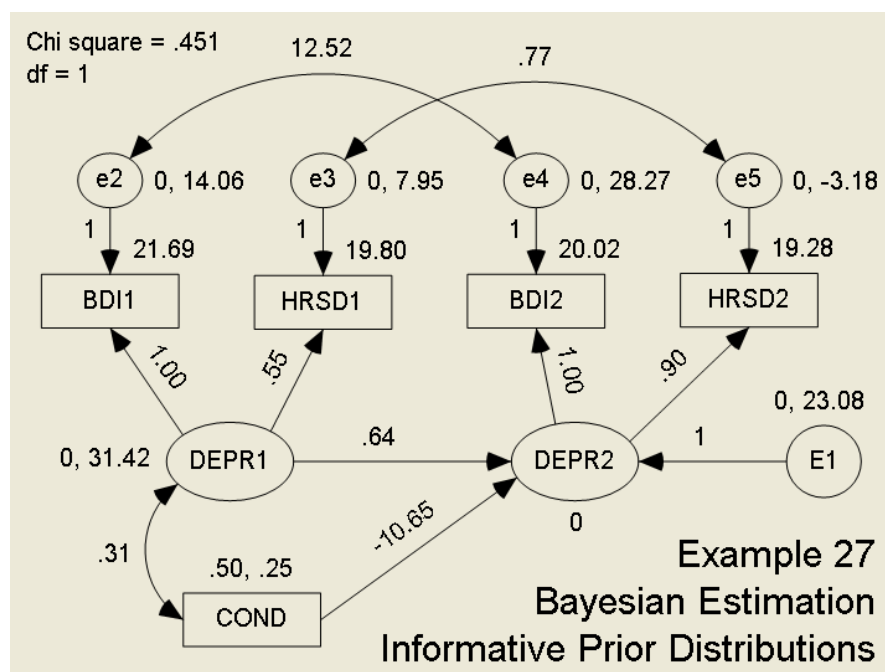 Chi square = .451
df = 1
12.52
.77
e2
0, 14.06
e3
0, 7.95
e4
0, 28.27
e5
0, -3.18
1
21.69
1
19.80
1
20.02
1
19.28
BDI1
HRSD1
BDI2
HRSD2
1.00
.55
1.00
.90
0, 23.08
0, 31.42
DEPR1
.64
DEPR2
1
E1
0
.31
-10.65
.50, .25
COND
Example 27
Bayesian Estimation
Informative Prior Distributions